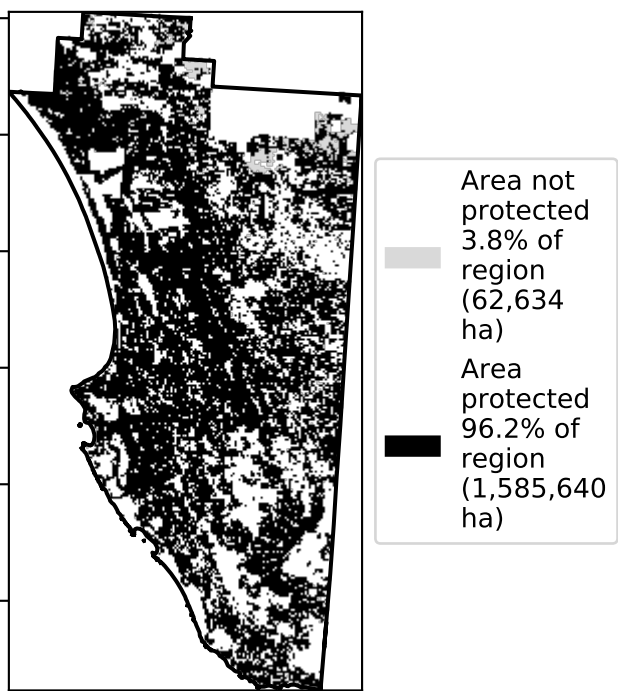 Area not
protected
3.8% of
region
(62,634
ha)
Area
protected
96.2% of
region
(1,585,640
ha)